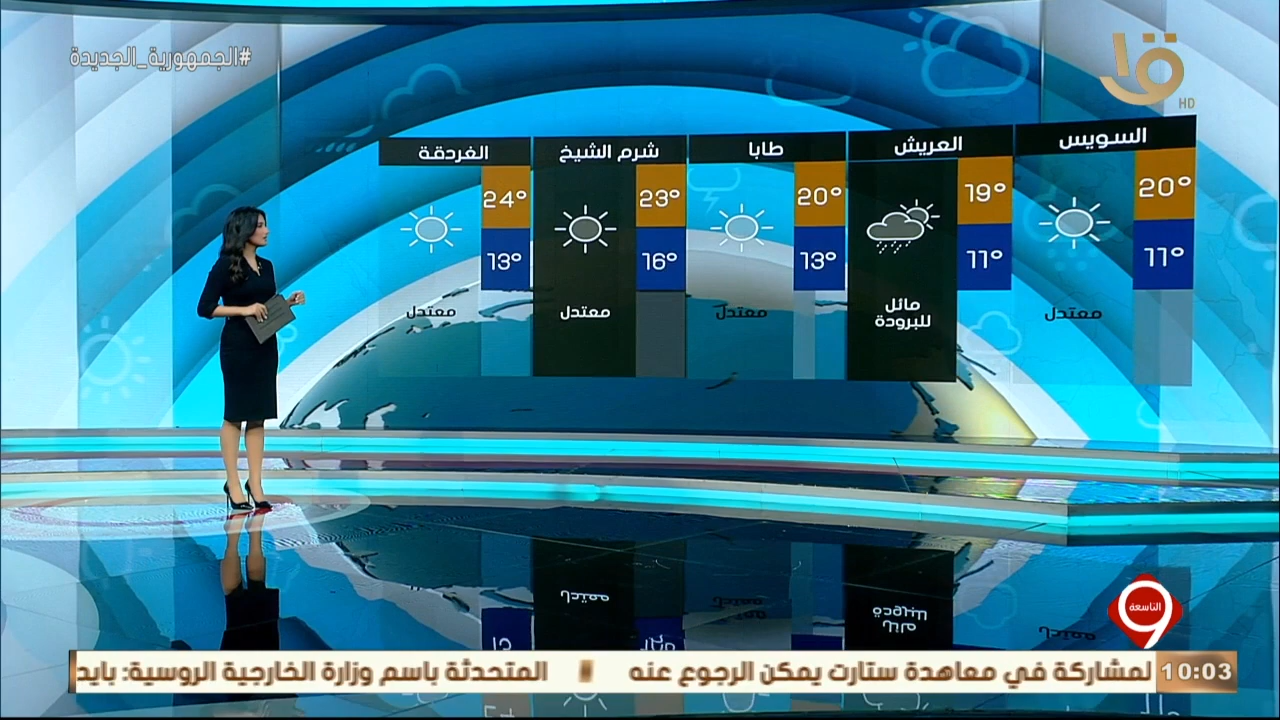 #الجمهورية_الجديدة
HD
السويس
20°
11°
معتدل
العريش
19°
11°
مائل
للبرودة
طابا
20°
13°
معتدل
شرم الشيخ
23°
16°
معتدل
الغردقة
24°
13°
معتدل
التاسعة
9
10:03
لمشاركة في معاهدة ستارت يمكن الرجوع عنه
المتحدثة باسم وزارة الخارجية الروسية: بايد